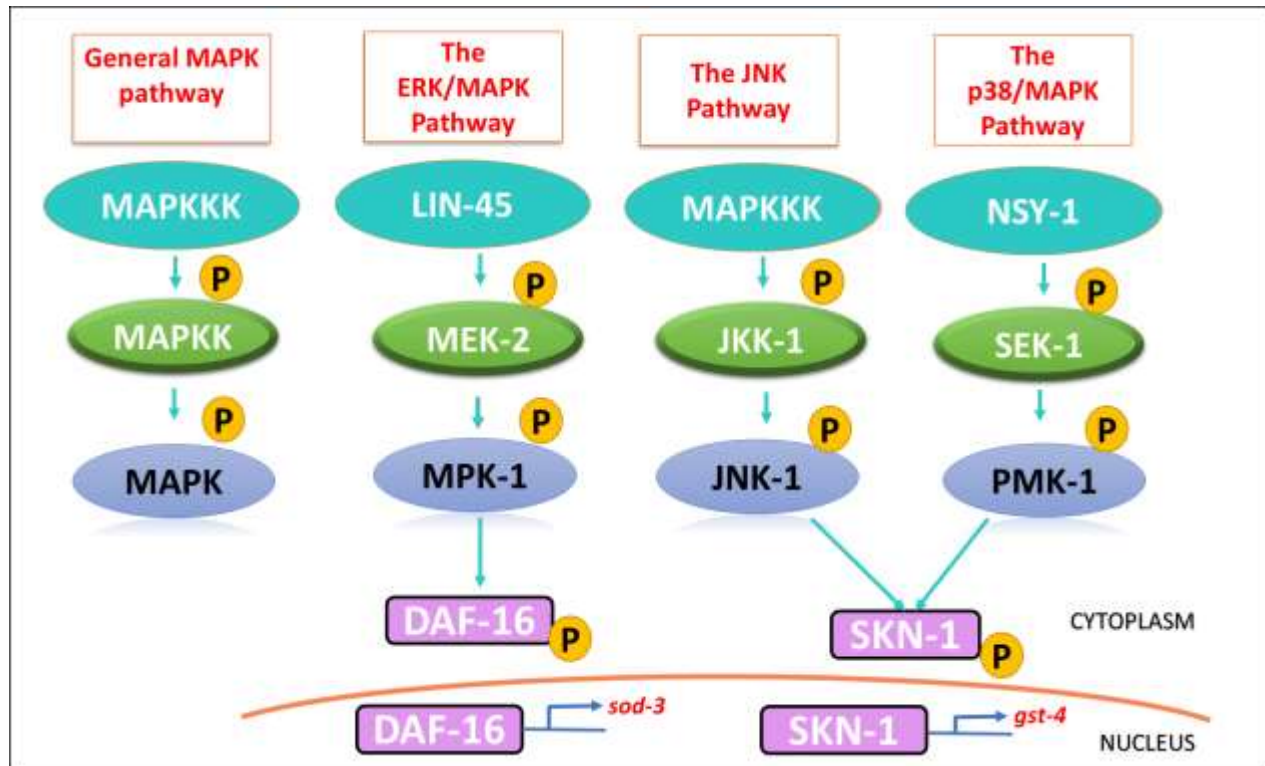 General MAPK
pathway
The
ERK/MAPK
Pathway
The JNK
Pathway
The
p38/MAPK
Pathway
MAPKKK
LIN-45
MAPKKK
NSY-1
P
P
P
P
MAPKK
MEK-2
JKK-1
SEK-1
P
P
P
P
MAPK
MPK-1
JNK-1
PMK-1
DAF-16
P
SKN-1
P
CYTOPLASM
DAF-16
sod-3
SKN-1
gst-4
NUCLEUS